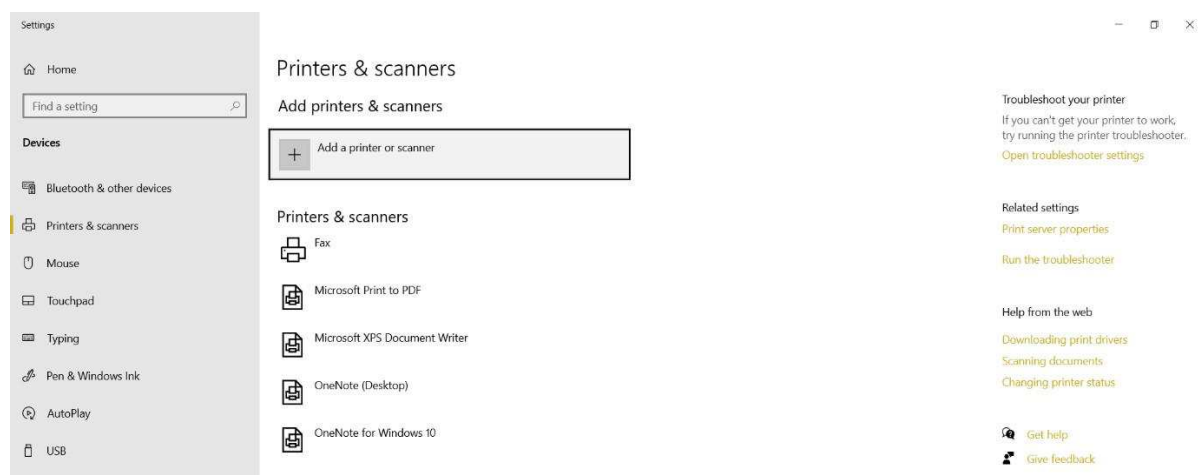 Settings
Home
Find a setting
Devices
Bluetooth & other devices
Printers & scanners
Mouse
Touchpad
Typing
Pen & Windows Ink
AutoPlay
USB
Printers & scanners
Add printers & scanners
Add a printer or scanner
Printers & scanners
Fax
Microsoft Print to PDF
Microsoft XPS Document Writer
OneNote (Desktop)
OneNote for Windows 10
Troubleshoot your printer
If you can't get your printer to work,
try running the printer troubleshooter.
Open troubleshooter settings
Related settings
Print server properties
Run the troubleshooter
Help from the web
Downloading print drivers
Scanning documents
Changing printer status
Get help
Give feedback